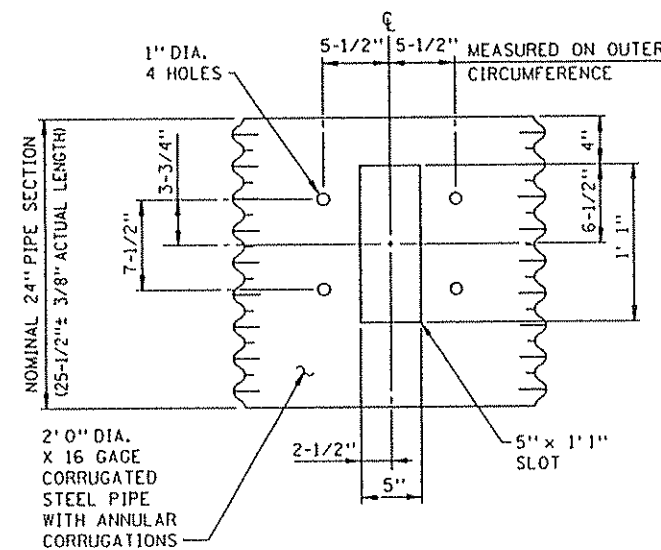 ℄
5-1/2" 5-1/2"
MEASURED ON OUTER
CIRCUMFERENCE
1" DIA.
4 HOLES
NOMINAL 24" PIPE SECTION
(25-1/2"± 3/8" ACTUAL LENGTH)
3-3/4"
7-1/2"
4"
6-1/2"
1' 1"
2' 0" DIA.
X 16 GAGE
CORRUGATED
STEEL PIPE
WITH ANNULAR
CORRUGATIONS
2-1/2"
5"
5" x 1' 1"
SLOT